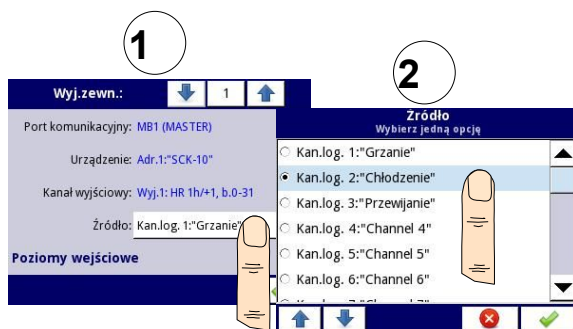 1
2
Wyj.zewn.:
1
Port komunikacyjny: MB1 (MASTER)
Urządzenie: Adr.1:"SCK-10"
Kanał wyjściowy: Wyj.1: HR 1h/+1, b.0-31
Źródło: Kan.log. 1:"Grzanie"
Poziomy wejściowe
Źródło
Wybierz jedną opcję
Kan.log. 1:"Grzanie"
Kan.log. 2:"Chłodzenie"
Kan.log. 3:"Przewijanie"
Kan.log. 4:"Channel 4"
Kan.log. 5:"Channel 5"
Kan.log. 6:"Channel 6"